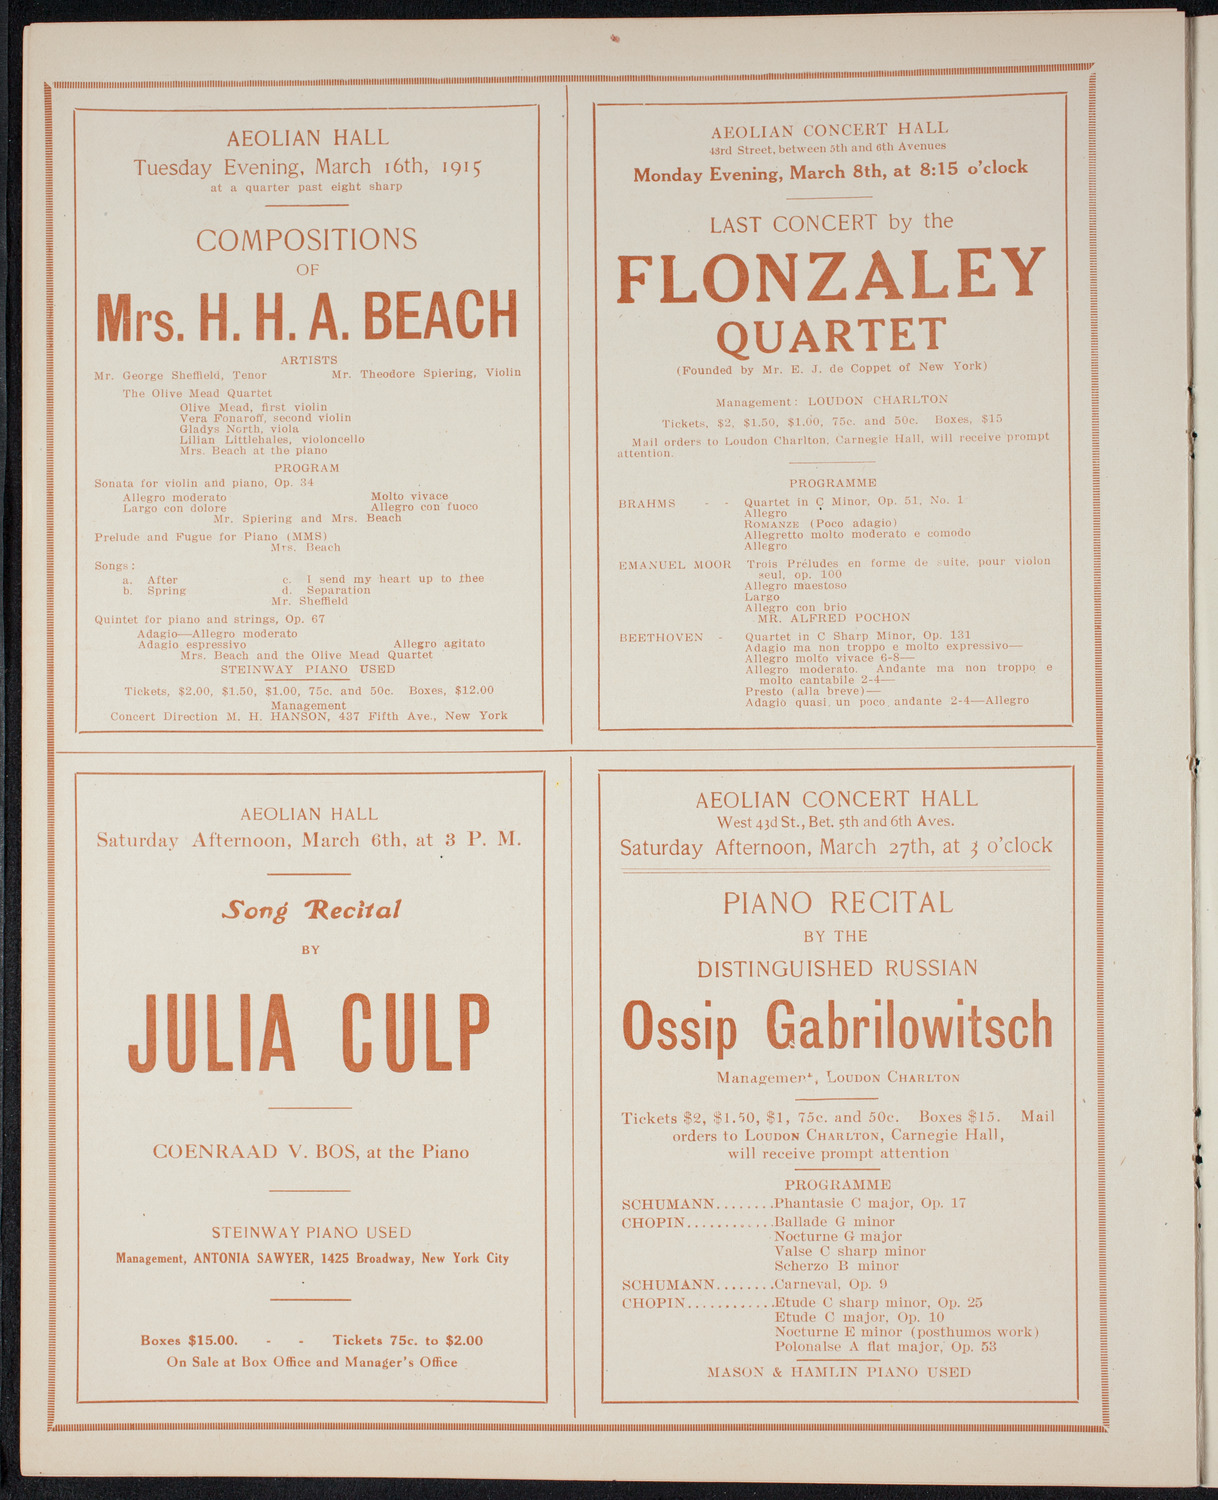 AEOLIAN HALL
Tuesday Evening, March 16th, 1915
at a quarter past eight sharp
COMPOSITIONS
OF
Mrs. H. H. A. BEACH
ARTISTS
Mr. George Sheffield, Tenor Mr. Theodore Spiering, Violin
The Olive Mead Quartet
Olive Mead, first violin
Vera Fonaroff, second violin
Gladys North, viola
Lilian Littlehales, violoncello
Mrs. Beach at the piano
PROGRAM
Sonata for violin and piano, Op. 34
Allegro moderato Molto vivace
Largo con dolore Allegro con fuoco
Mr. Spiering and Mrs. Beach
Prelude and Fugue for Piano (MMS)
Mrs. Beach
Songs:
a. After c. I send my heart up to thee
b. Spring d. Separation
Mr. Sheffield
Quintet for piano and strings, Op. 67
Adagio—Allegro moderato
Adagio espressivo Allegro agitato
Mrs. Beach and the Olive Mead Quartet
STEINWAY PIANO USED
Tickets, $2.00, $1.50, $1.00, 75c. and 50c. Boxes, $12.00
Management
Concert Direction M. H. HANSON, 437 Fifth Ave., New York
AEOLIAN CONCERT HALL
43rd Street, between 5th and 6th Avenues
Monday Evening, March 8th, at 8:15 o'clock
LAST CONCERT by the
FLONZALEY
QUARTET
(Founded by Mr. E. J. de Coppet of New York)
Management: LOUDON CHARLTON
Tickets, $2, $1.50, $1.00, 75c. and 50c. Boxes, $15
Mail orders to Loudon Charlton, Carnegie Hall, will receive prompt
attention.
PROGRAMME
BRAHMS - - Quartet in C Minor, Op. 51, No. 1
Allegro
ROMANZE (Poco adagio)
Allegretto molto moderato e comodo
Allegro
EMANUEL MOOR Trois Préludes en forme de suite, pour violon
seul, op. 100
Allegro maestoso
Largo
Allegro con brio
MR. ALFRED POCHON
BEETHOVEN - Quartet in C Sharp Minor, Op. 131
Adagio ma non troppo e molto expressivo—
Allegro molto vivace 6-8—
Allegro moderato. Andante ma non troppo e
molto cantabile 2-4—
Presto (alla breve)—
Adagio quasi un poco andante 2-4—Allegro
AEOLIAN HALL
Saturday Afternoon, March 6th, at 3 P. M.
Song Recital
BY
JULIA CULP
COENRAAD V. BOS, at the Piano
STEINWAY PIANO USED
Management, ANTONIA SAWYER, 1425 Broadway, New York City
Boxes $15.00. - - Tickets 75c. to $2.00
On Sale at Box Office and Manager's Office
AEOLIAN CONCERT HALL
West 43d St., Bet. 5th and 6th Aves.
Saturday Afternoon, March 27th, at 3 o'clock
PIANO RECITAL
BY THE
DISTINGUISHED RUSSIAN
Ossip Gabrilowitsch
Management, LOUDON CHARLTON
Tickets $2, $1.50, $1, 75c. and 50c. Boxes $15. Mail
orders to LOUDON CHARLTON, Carnegie Hall,
will receive prompt attention
PROGRAMME
SCHUMANN........Phantasie C major, Op. 17
CHOPIN............Ballade G minor
Nocturne G major
Valse C sharp minor
Scherzo B minor
SCHUMANN........Carneval, Op. 9
CHOPIN............Etude C sharp minor, Op. 25
Etude C major, Op. 10
Nocturne E minor (posthumos work)
Polonaise A flat major, Op. 53
MASON & HAMLIN PIANO USED